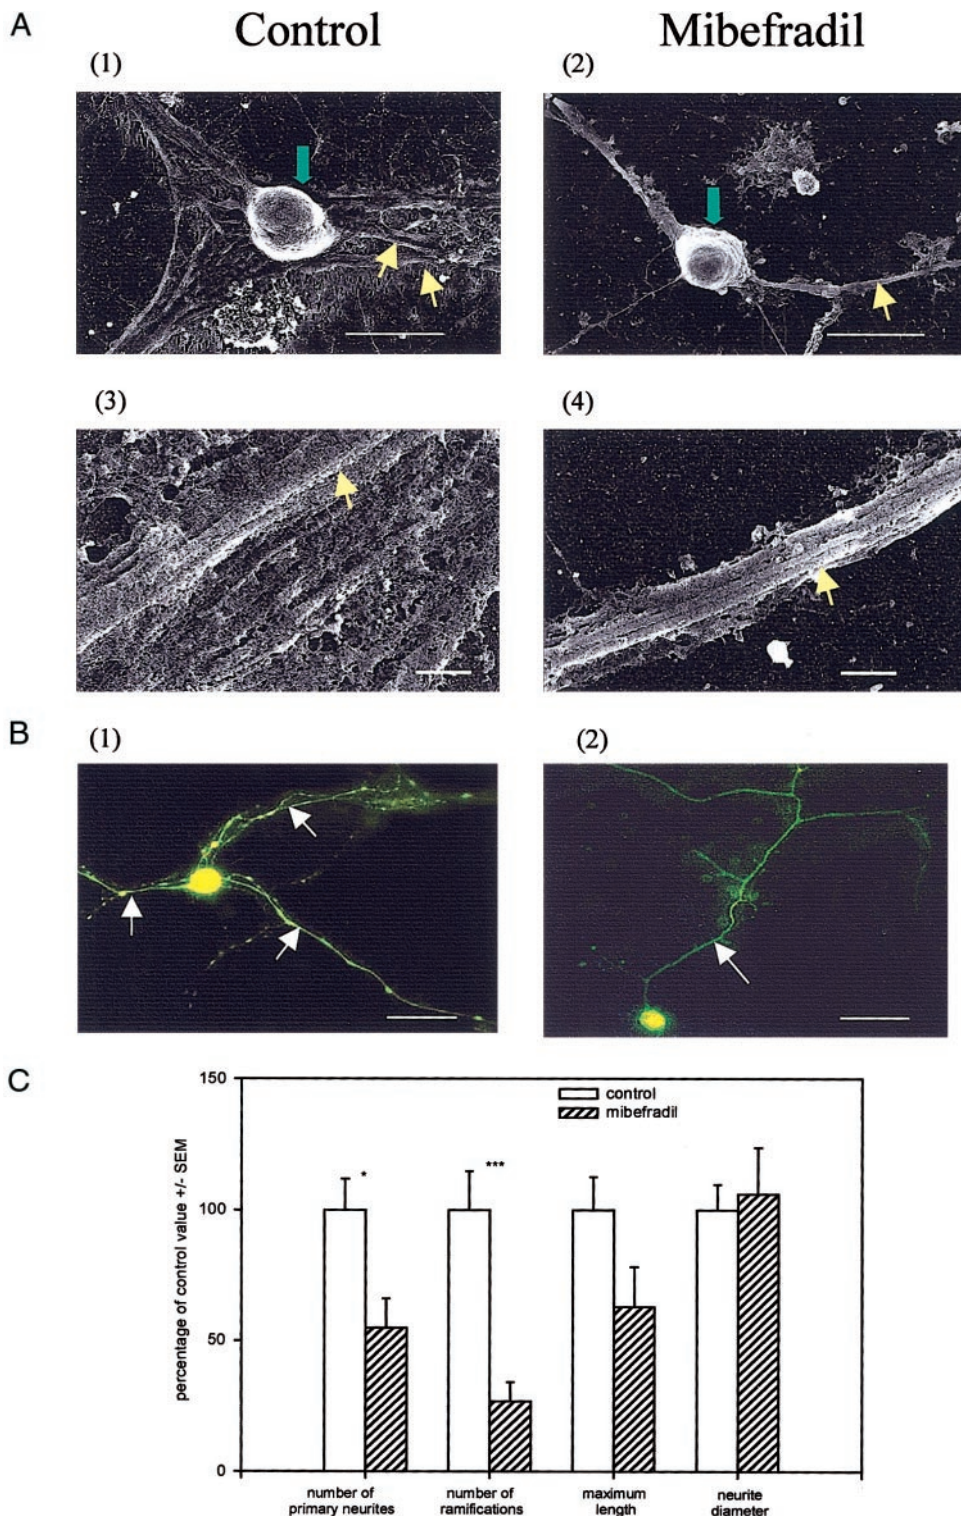 A
Control
Mibefradil
(1)
(2)
(3)
(4)
B
(1)
(2)
C
150
100
50
0
percentage of control value +/- SEM
control
mibefradil
*
***
number of
primary neurites
number of
ramifications
maximum
length
neurite
diameter